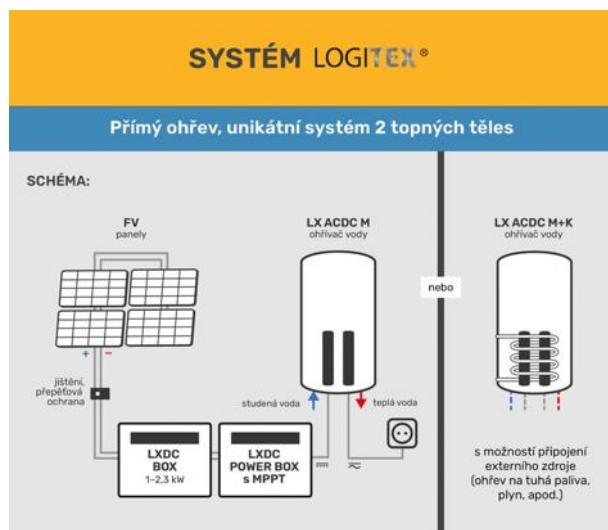 SYSTÉM LOGITEX®
Přímý ohřev, unikátní systém 2 topných těles
SCHÉMA:
FV
panely
LX ACDC M
ohřívač vody
LX ACDC M+K
ohřívač vody
nebo
+ −
jištění,
přepěťová
ochrana
studená voda
teplá voda
LXDC
BOX
1–2,3 kW
LXDC
POWER BOX
s MPPT
s možností připojení
externího zdroje
(ohřev na tuhá paliva,
plyn, apod.)